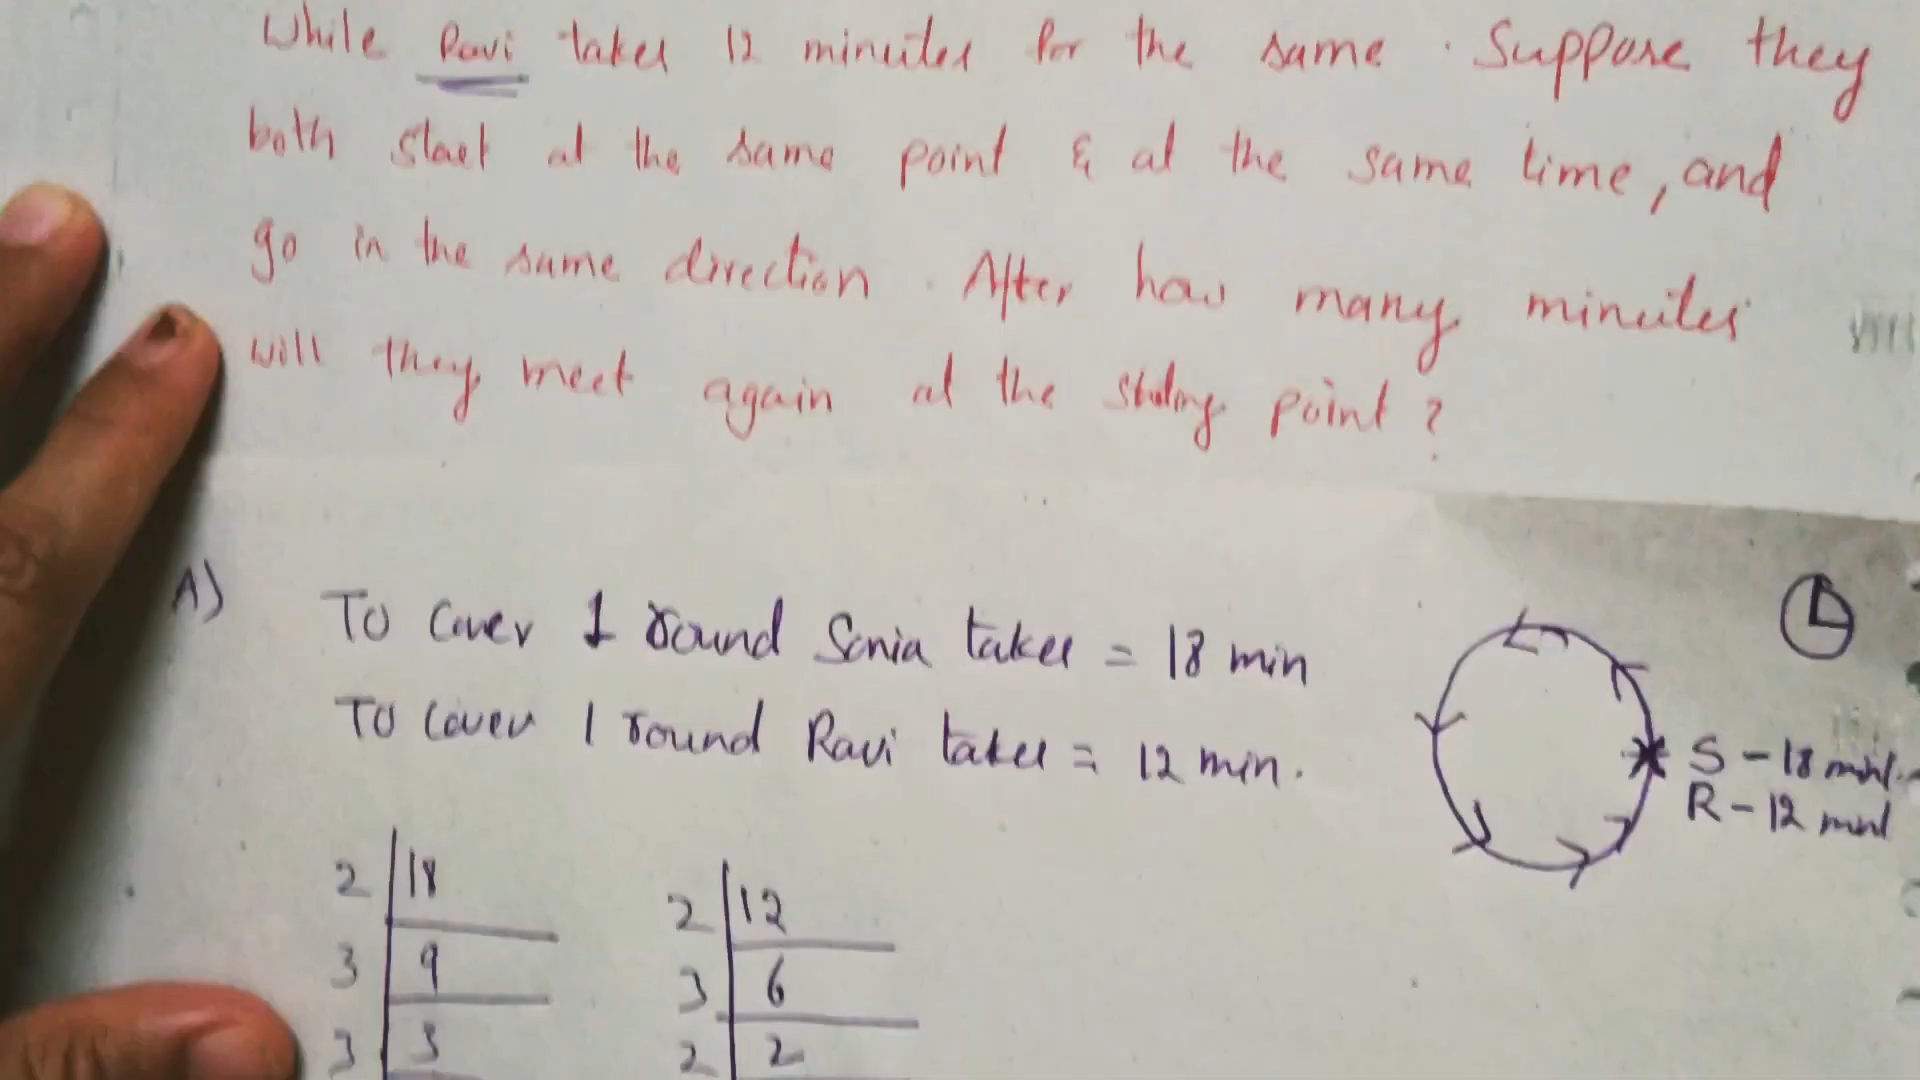 While Ravi takes 12 minutes for the same. Suppose they
both start at the same point & at the same time, and
go in the same direction. After how many minutes
will they meet again at the starting point?
A) To Cover 1 round Sonia takes = 18 min
To Cover 1 round Ravi takes = 12 min.
S - 18 mint.
R - 12 mint
2 18
3 9
3 3
2 12
3 6
2 2